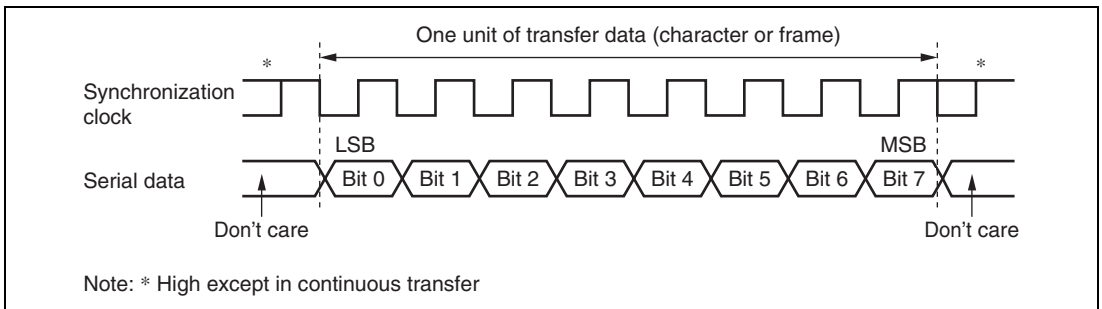 One unit of transfer data (character or frame)
* *
Synchronization
clock
LSB MSB
Serial data Bit 0 Bit 1 Bit 2 Bit 3 Bit 4 Bit 5 Bit 6 Bit 7
Don't care Don't care
Note: * High except in continuous transfer